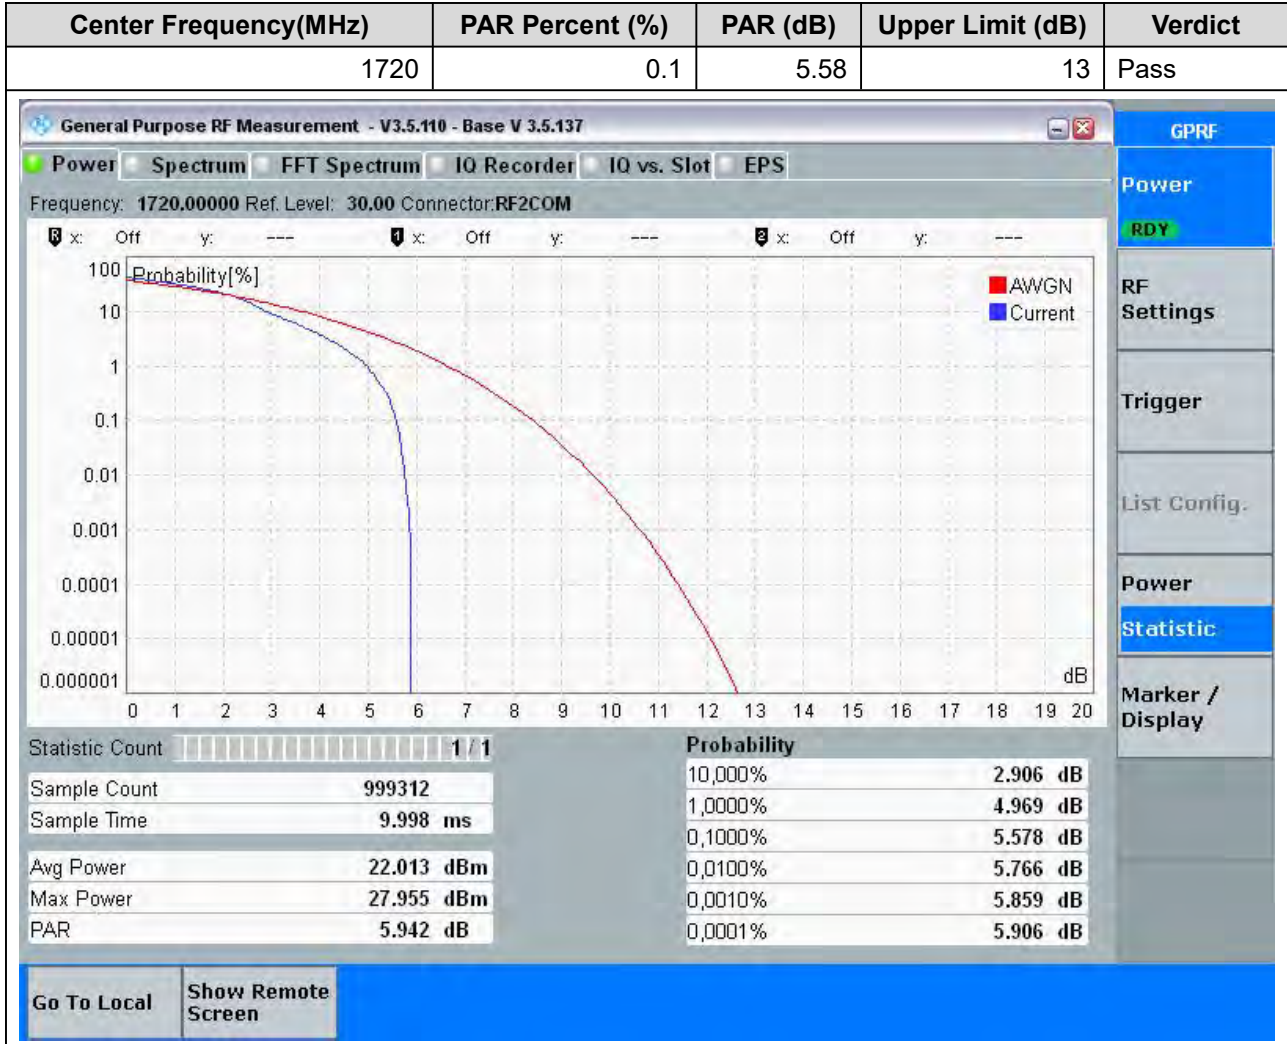 Center Frequency(MHz) PAR Percent (%) PAR (dB) Upper Limit (dB) Verdict
1720 0.1 5.58 13 Pass
General Purpose RF Measurement - V3.5.110 - Base V 3.5.137
GPRF
Power Spectrum FFT Spectrum IQ Recorder IQ vs. Slot EPS
Power
RDY
Frequency: 1720.00000 Ref. Level: 30.00 Connector:RF2COM
R x: Off y: --- 1 x: Off y: --- 2 x: Off y: ---
RF
Settings
Trigger
List Config.
Power
Statistic
Marker /
Display
Probability[%]
AWGN
Current
100
10
1
0.1
0.01
0.001
0.0001
0.00001
0.000001
dB
0 1 2 3 4 5 6 7 8 9 10 11 12 13 14 15 16 17 18 19 20
Statistic Count 1 / 1
Sample Count 999312
Sample Time 9.998 ms
Avg Power 22.013 dBm
Max Power 27.955 dBm
PAR 5.942 dB
Probability
10,000% 2.906 dB
1,0000% 4.969 dB
0,1000% 5.578 dB
0,0100% 5.766 dB
0,0010% 5.859 dB
0,0001% 5.906 dB
Go To Local
Show Remote
Screen